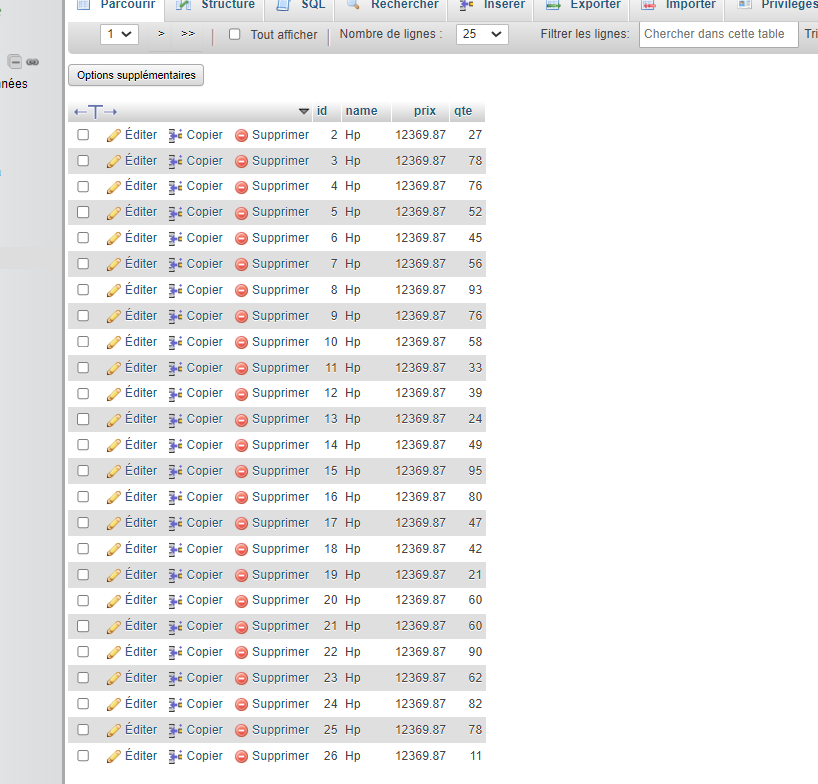 Parcourir Structure SQL Rechercher Insérer Exporter Importer Privilèges
1 > >> Tout afficher Nombre de lignes : 25 Filtrer les lignes: Chercher dans cette table Tri
nées
Options supplémentaires
←T→ id name prix qte
Éditer Copier Supprimer 2 Hp 12369.87 27
Éditer Copier Supprimer 3 Hp 12369.87 78
Éditer Copier Supprimer 4 Hp 12369.87 76
Éditer Copier Supprimer 5 Hp 12369.87 52
Éditer Copier Supprimer 6 Hp 12369.87 45
Éditer Copier Supprimer 7 Hp 12369.87 56
Éditer Copier Supprimer 8 Hp 12369.87 93
Éditer Copier Supprimer 9 Hp 12369.87 76
Éditer Copier Supprimer 10 Hp 12369.87 58
Éditer Copier Supprimer 11 Hp 12369.87 33
Éditer Copier Supprimer 12 Hp 12369.87 39
Éditer Copier Supprimer 13 Hp 12369.87 24
Éditer Copier Supprimer 14 Hp 12369.87 49
Éditer Copier Supprimer 15 Hp 12369.87 95
Éditer Copier Supprimer 16 Hp 12369.87 80
Éditer Copier Supprimer 17 Hp 12369.87 47
Éditer Copier Supprimer 18 Hp 12369.87 42
Éditer Copier Supprimer 19 Hp 12369.87 21
Éditer Copier Supprimer 20 Hp 12369.87 60
Éditer Copier Supprimer 21 Hp 12369.87 60
Éditer Copier Supprimer 22 Hp 12369.87 90
Éditer Copier Supprimer 23 Hp 12369.87 62
Éditer Copier Supprimer 24 Hp 12369.87 82
Éditer Copier Supprimer 25 Hp 12369.87 78
Éditer Copier Supprimer 26 Hp 12369.87 11